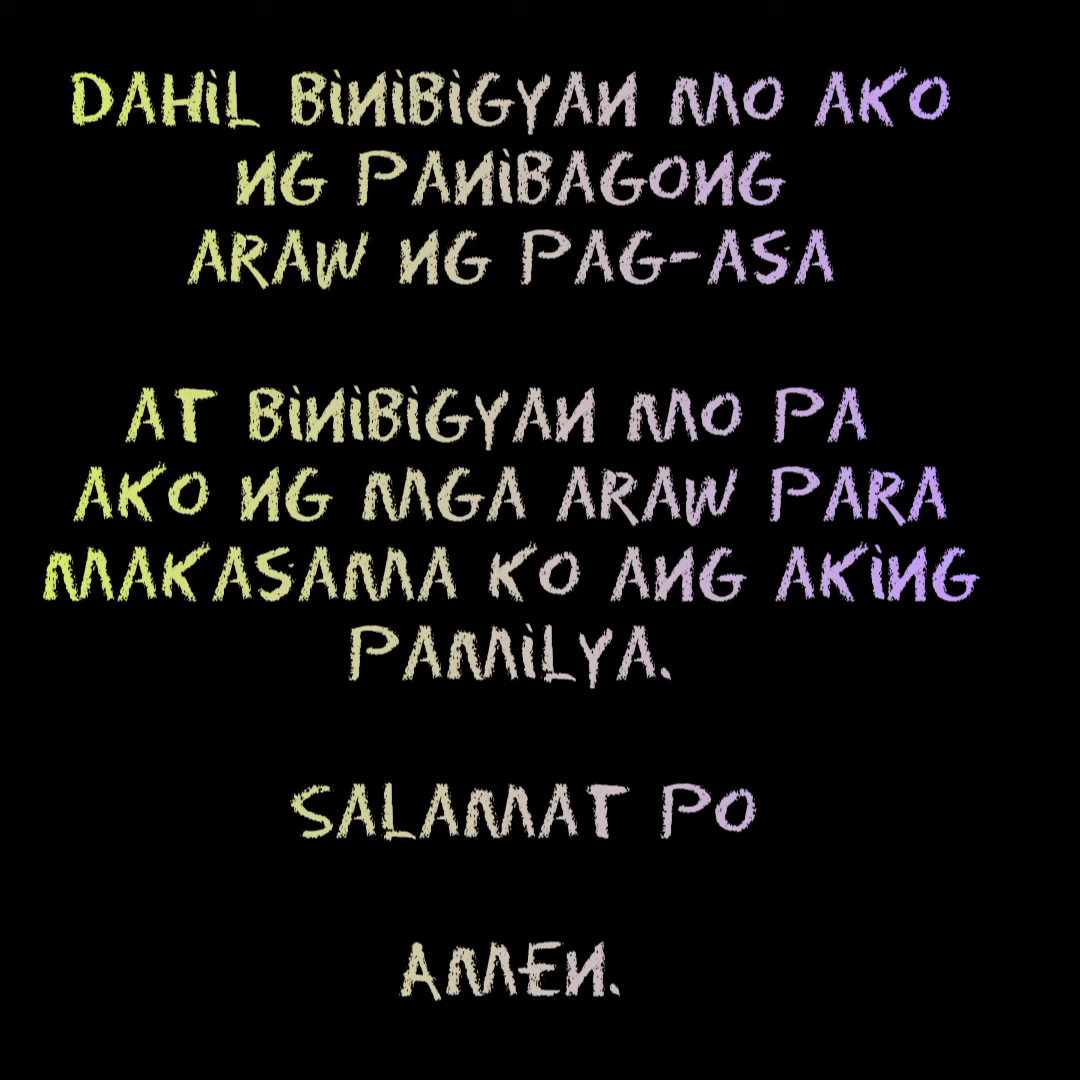 DAHIL BINIBIGYAN MO AKO
NG PANIBAGONG
ARAW NG PAG-ASA
AT BINIBIGYAN MO PA
AKO NG MGA ARAW PARA
MAKASAMA KO ANG AKING
PAMILYA.
SALAMAT PO
AMEN.